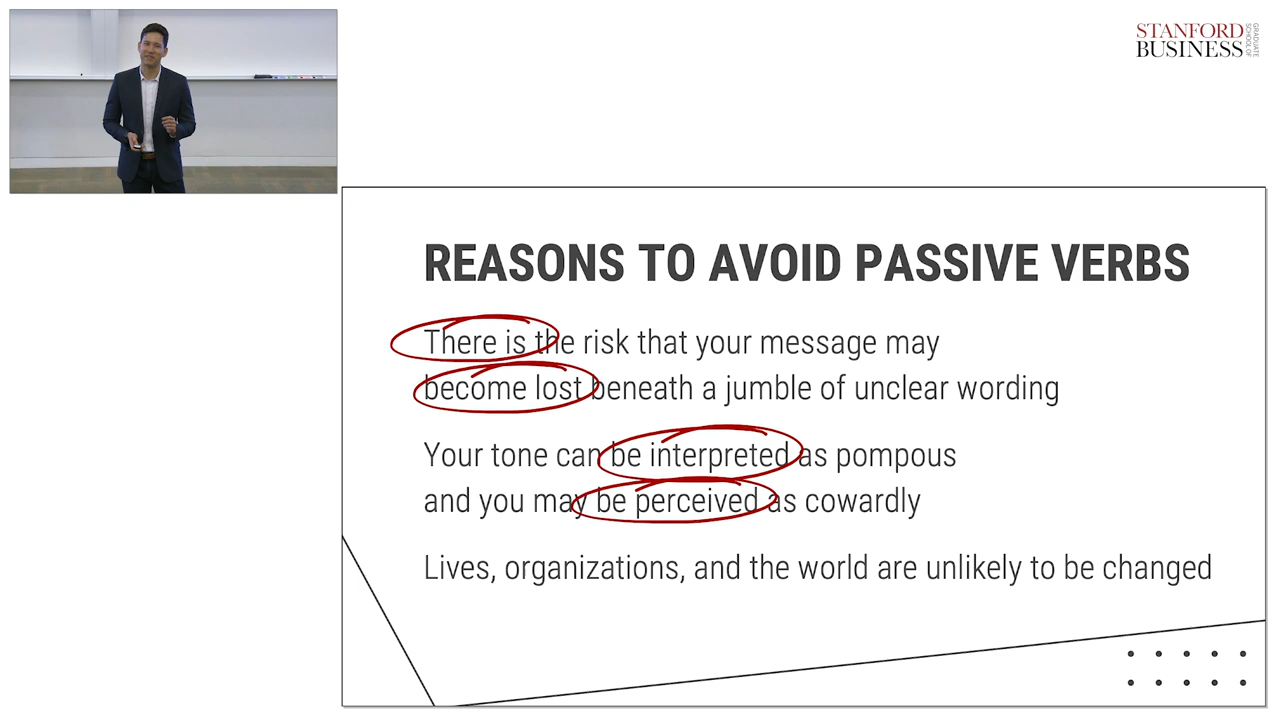 STANFORD
BUSINESS
GRADUATE
SCHOOL OF
REASONS TO AVOID PASSIVE VERBS
There is the risk that your message may
become lost beneath a jumble of unclear wording
Your tone can be interpreted as pompous
and you may be perceived as cowardly
Lives, organizations, and the world are unlikely to be changed